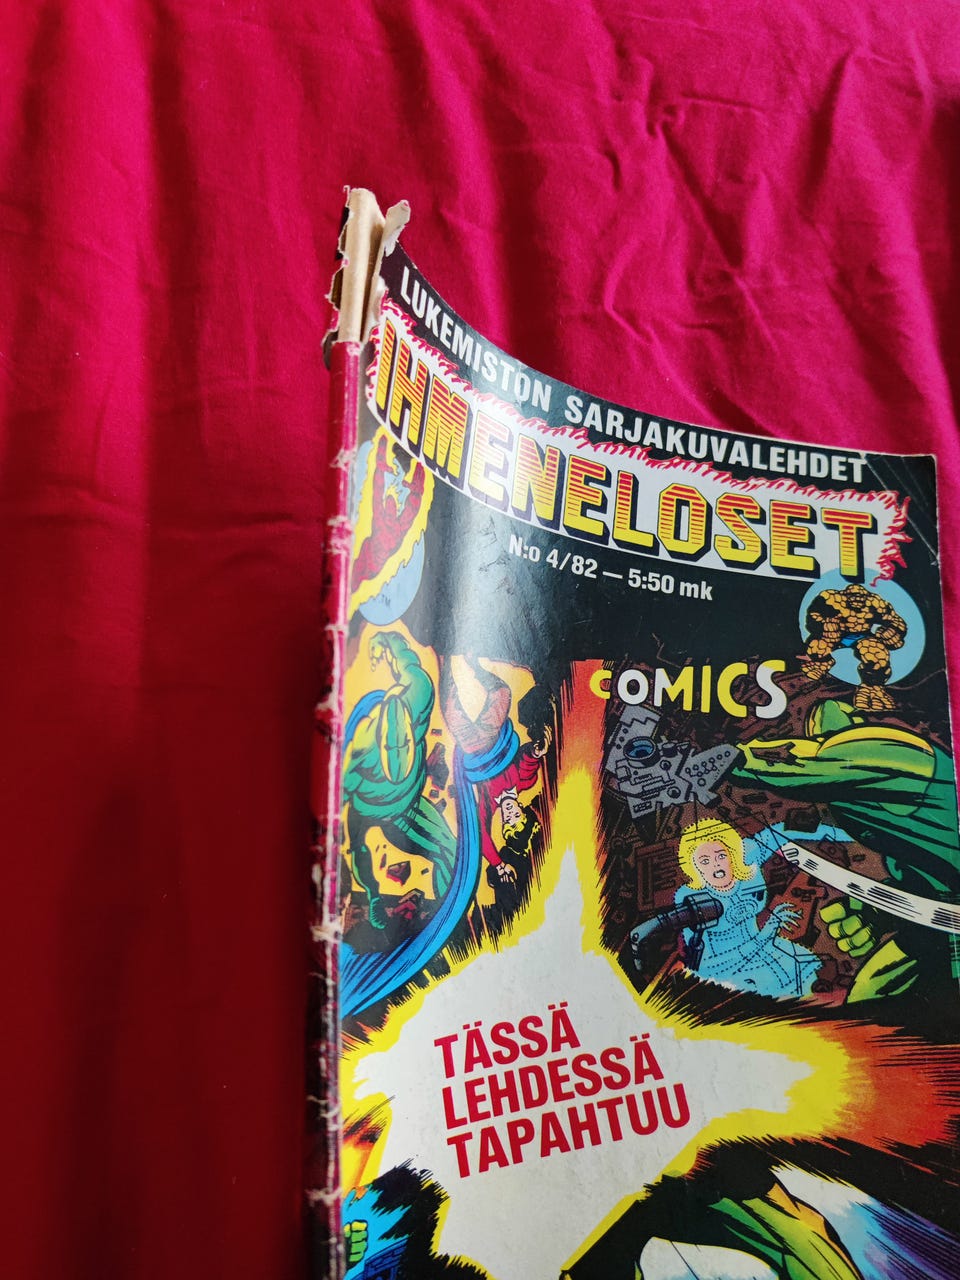 LUKEMISTON SARJAKUVALEHDET
IHMENELOSET
N:o 4/82 — 5:50 mk
COMICS
TÄSSÄ
LEHDESSÄ
TAPAHTUU